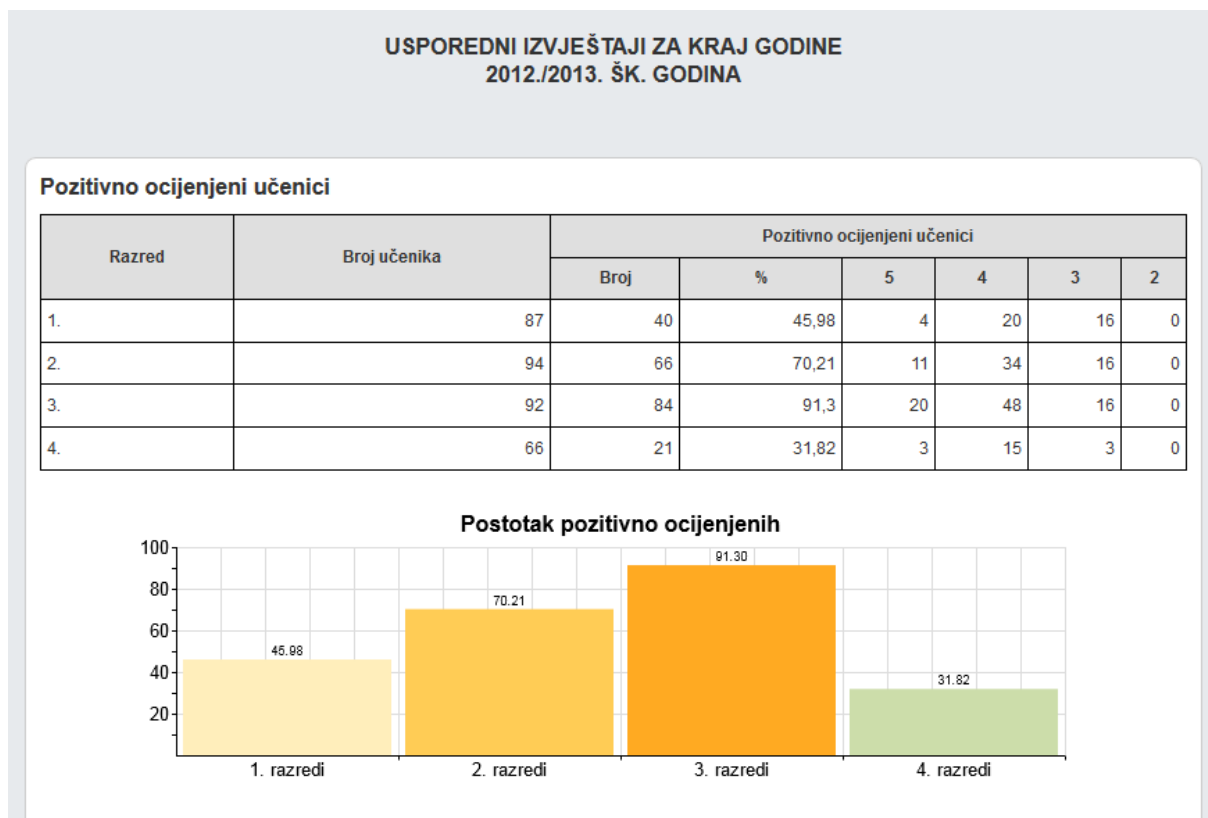 USPOREDNI IZVJEŠTAJI ZA KRAJ GODINE
2012./2013. ŠK. GODINA
Pozitivno ocijenjeni učenici
Razred Broj učenika Pozitivno ocijenjeni učenici
Broj % 5 4 3 2
1. 87 40 45,98 4 20 16 0
2. 94 66 70,21 11 34 16 0
3. 92 84 91,3 20 48 16 0
4. 66 21 31,82 3 15 3 0
Postotak pozitivno ocijenjenih
100
80
60
40
20
45.98
70.21
91.30
31.82
1. razredi 2. razredi 3. razredi 4. razredi